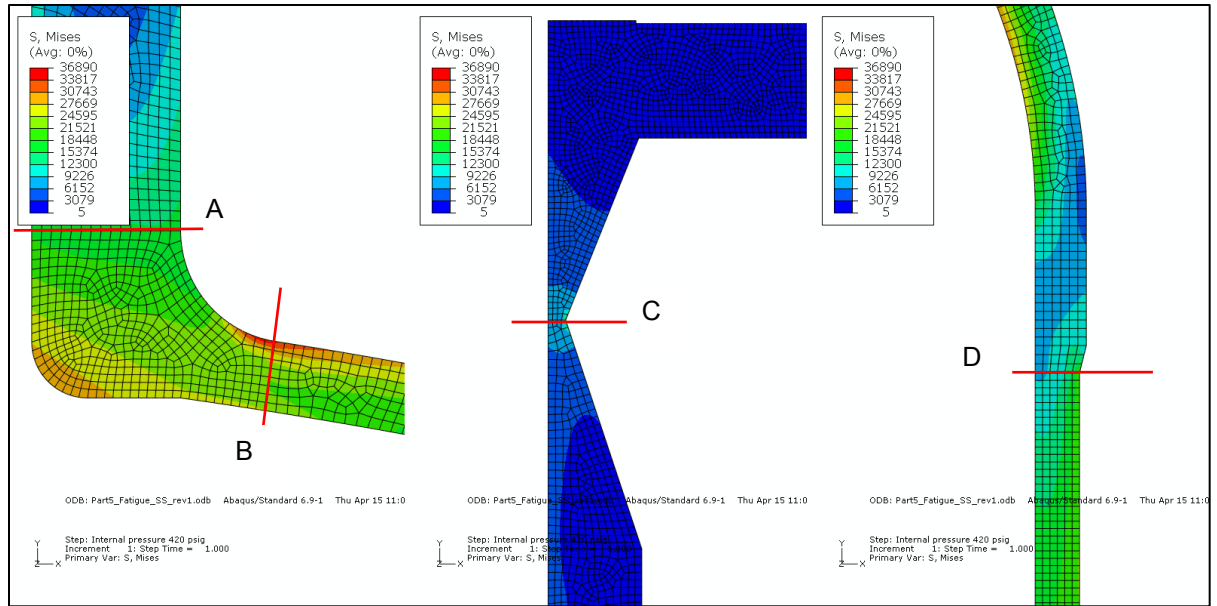 S, Mises
(Avg: 0%)
36890
33817
30743
27669
24595
21521
18448
15374
12300
9226
6152
3079
5
A
B
ODB: Part5_Fatigue_SS_rev1.odb Abaqus/Standard 6.9-1 Thu Apr 15 11:0
Step: Internal pressure 420 psig
Increment 1: Step Time = 1.000
Primary Var: S, Mises
Y
Z X
S, Mises
(Avg: 0%)
36890
33817
30743
27669
24595
21521
18448
15374
12300
9226
6152
3079
5
C
ODB: Part5_Fatigue_SS_rev1.odb Abaqus/Standard 6.9-1 Thu Apr 15 11:0
Step: Internal pressure 420 psig
Increment 1: Step Time = 1.000
Primary Var: S, Mises
Y
Z X
S, Mises
(Avg: 0%)
36890
33817
30743
27669
24595
21521
18448
15374
12300
9226
6152
3079
5
D
ODB: Part5_Fatigue_SS_rev1.odb Abaqus/Standard 6.9-1 Thu Apr 15 11:0
Step: Internal pressure 420 psig
Increment 1: Step Time = 1.000
Primary Var: S, Mises
Y
Z X